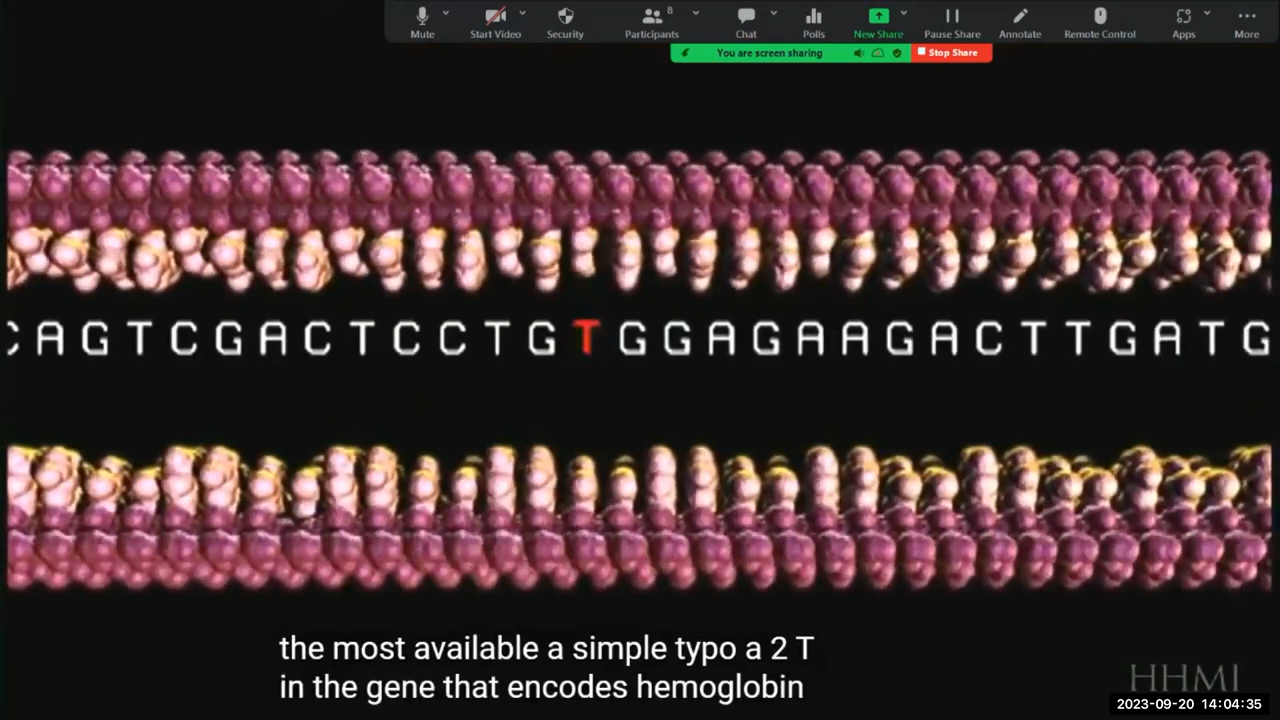 Mute
Start Video
Security
Participants
8
Chat
Polls
New Share
Pause Share
Annotate
Remote Control
Apps
More
You are screen sharing
Stop Share
CAGTCGACTCCTGTGGAGAAGACTTGATG
the most available a simple typo a 2 T
in the gene that encodes hemoglobin
HHMI
2023-09-20 14:04:35